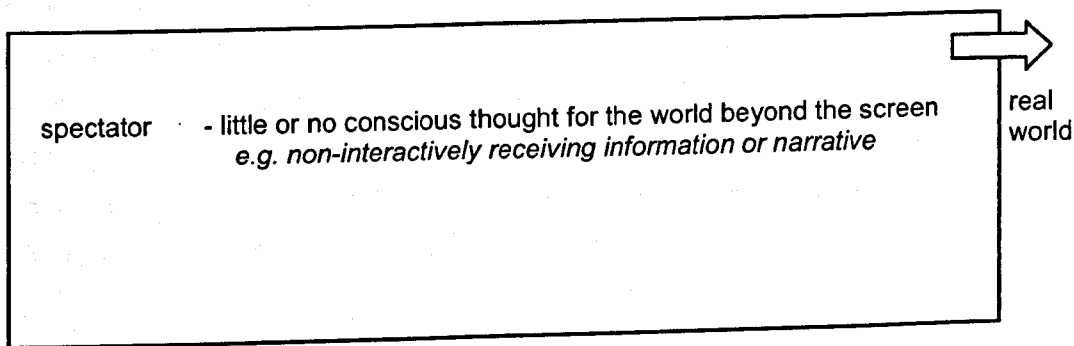 spectator - little or no conscious thought for the world beyond the screen
e.g. non-interactively receiving information or narrative
real
world